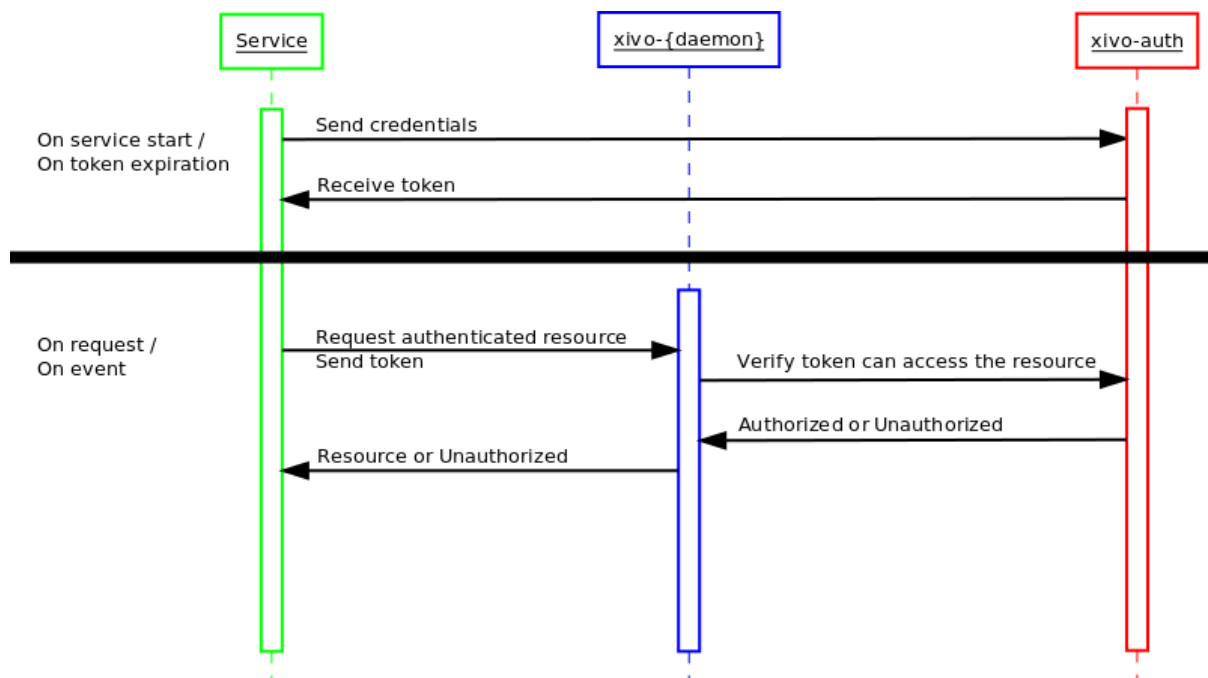 Service
xivo-{daemon}
xivo-auth
On service start /
On token expiration
Send credentials
Receive token
On request /
On event
Request authenticated resource
Send token
Verify token can access the resource
Authorized or Unauthorized
Resource or Unauthorized